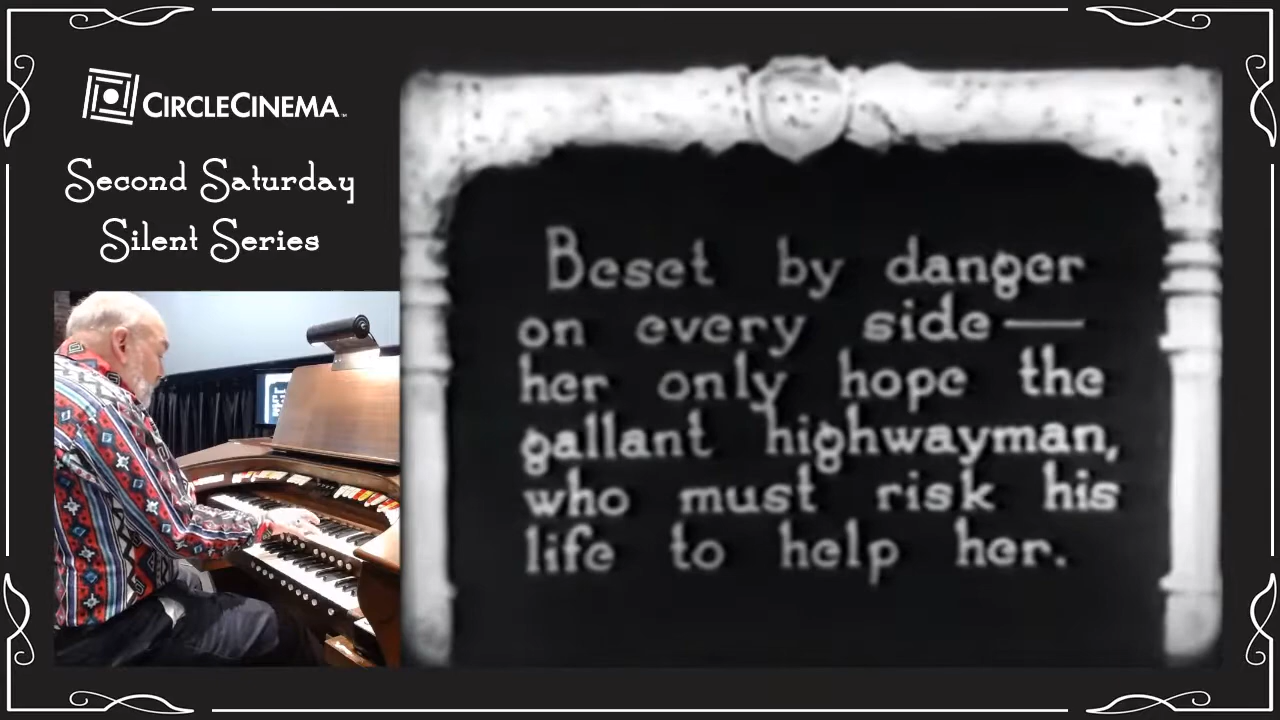 CIRCLECINEMA
Second Saturday
Silent Series
Beset by danger
on every side—
her only hope the
gallant highwayman,
who must risk his
life to help her.